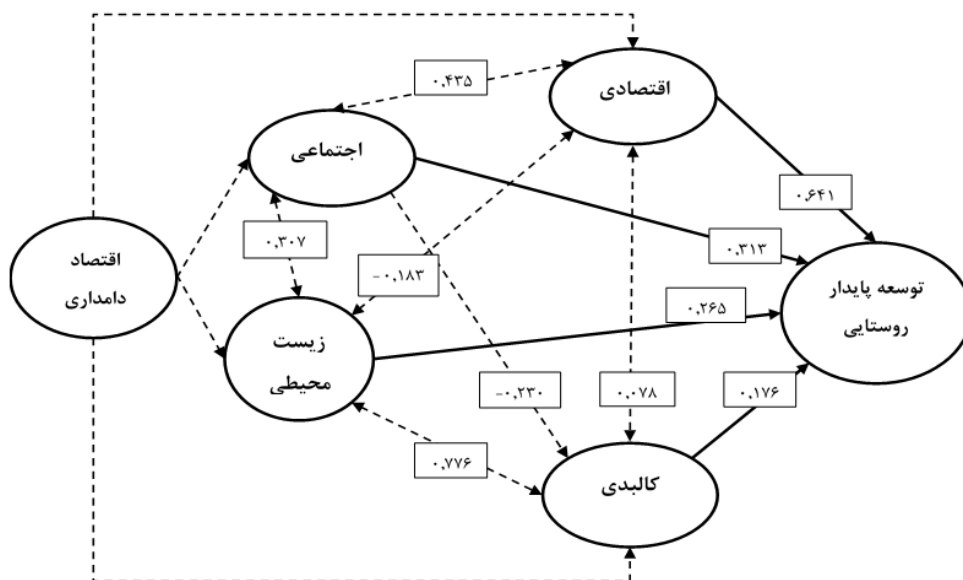 اقتصادی
۰,۴۳۵
اجتماعی
۰,۶۴۱
۰,۳۰۷
۰,۳۱۳
اقتصاد
دامداری
-۰,۱۸۳
توسعه پایدار
روستایی
۰,۲۶۵
زیست
محیطی
-۰,۲۳۰
۰,۰۷۸
۰,۱۷۶
۰,۷۷۶
کالبدی